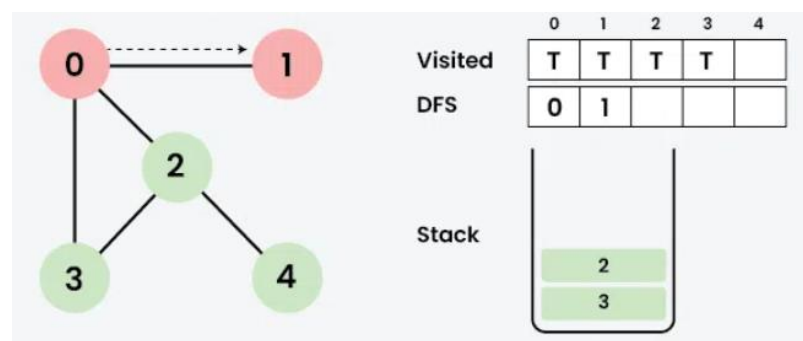 0 1 2 3 4
0 1 Visited T T T T
DFS 0 1
2
Stack
2
3 4 3